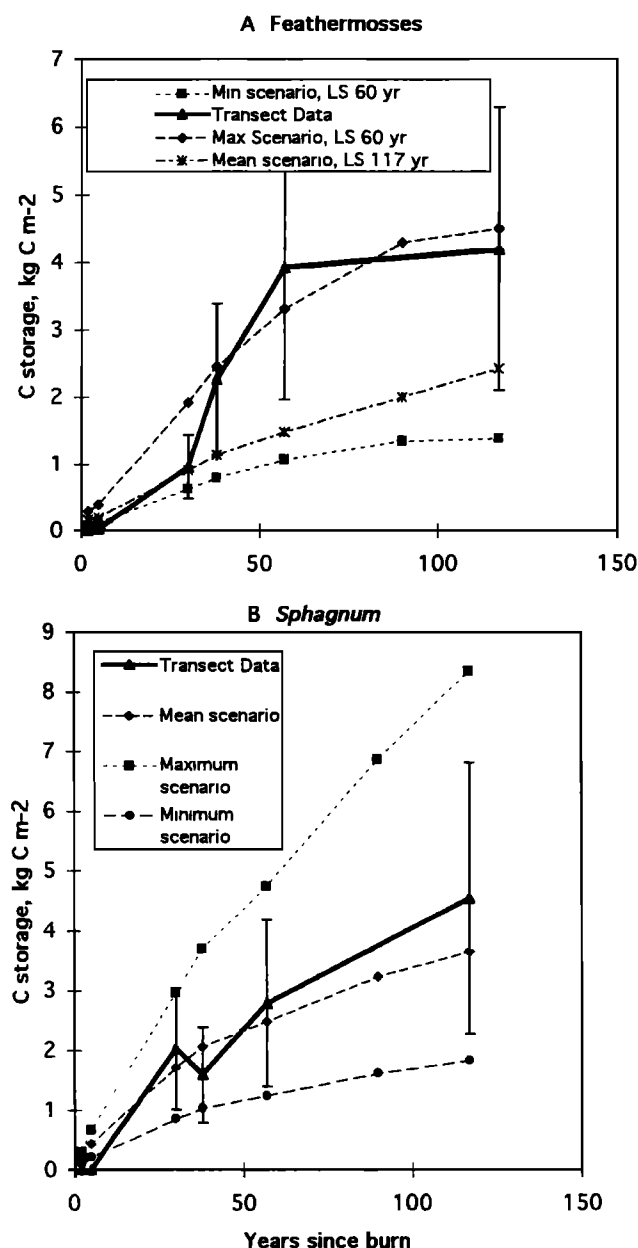 A Feathermosses
7
6
5
4
3
2
1
0
C storage, kg C m-2
Min scenario, LS 60 yr
Transect Data
Max Scenario, LS 60 yr
Mean scenario, LS 117 yr
0 50 100 150
B Sphagnum
9
8
7
6
5
4
3
2
1
0
C storage, kg C m-2
Transect Data
Mean scenario
Maximum
scenario
Minimum
scenario
0 50 100 150
Years since burn